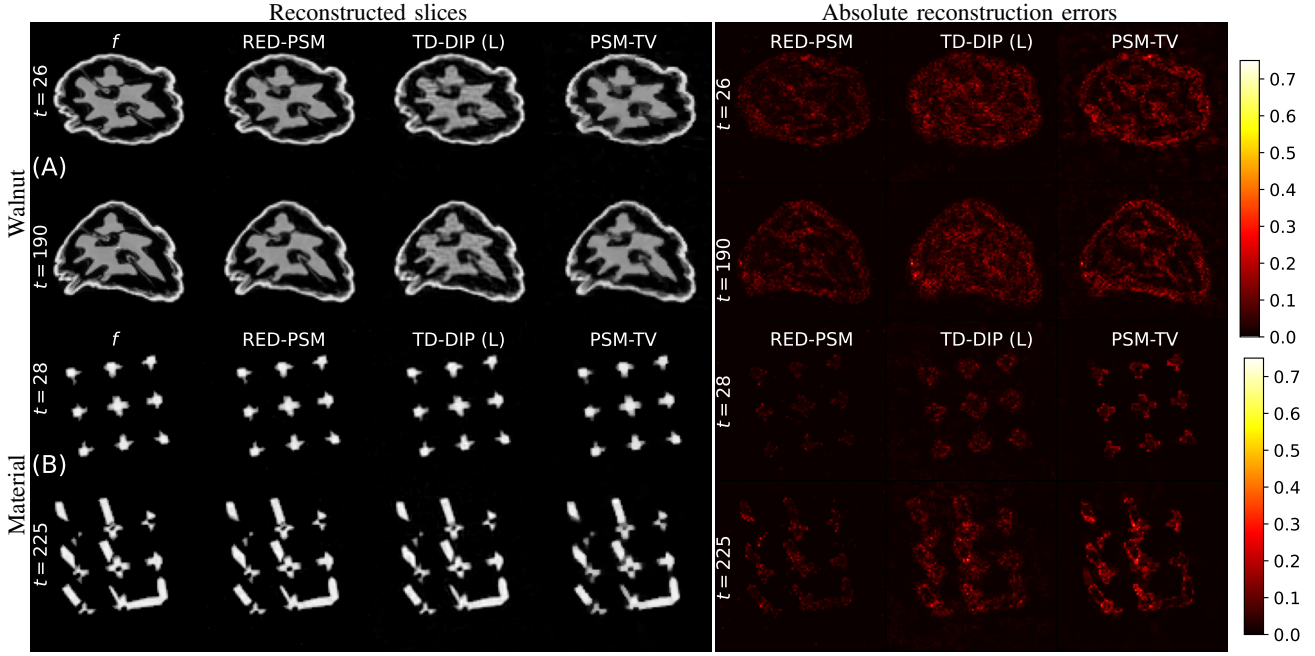 Reconstructed slices Absolute reconstruction errors
f RED-PSM TD-DIP (L) PSM-TV RED-PSM TD-DIP (L) PSM-TV
t = 26 t = 26
(A)
Walnut
t = 190 t = 190
0.7
0.6
0.5
0.4
0.3
0.2
0.1
0.0
f RED-PSM TD-DIP (L) PSM-TV RED-PSM TD-DIP (L) PSM-TV
t = 28 t = 28
(B)
Material
t = 225 t = 225
0.7
0.6
0.5
0.4
0.3
0.2
0.1
0.0